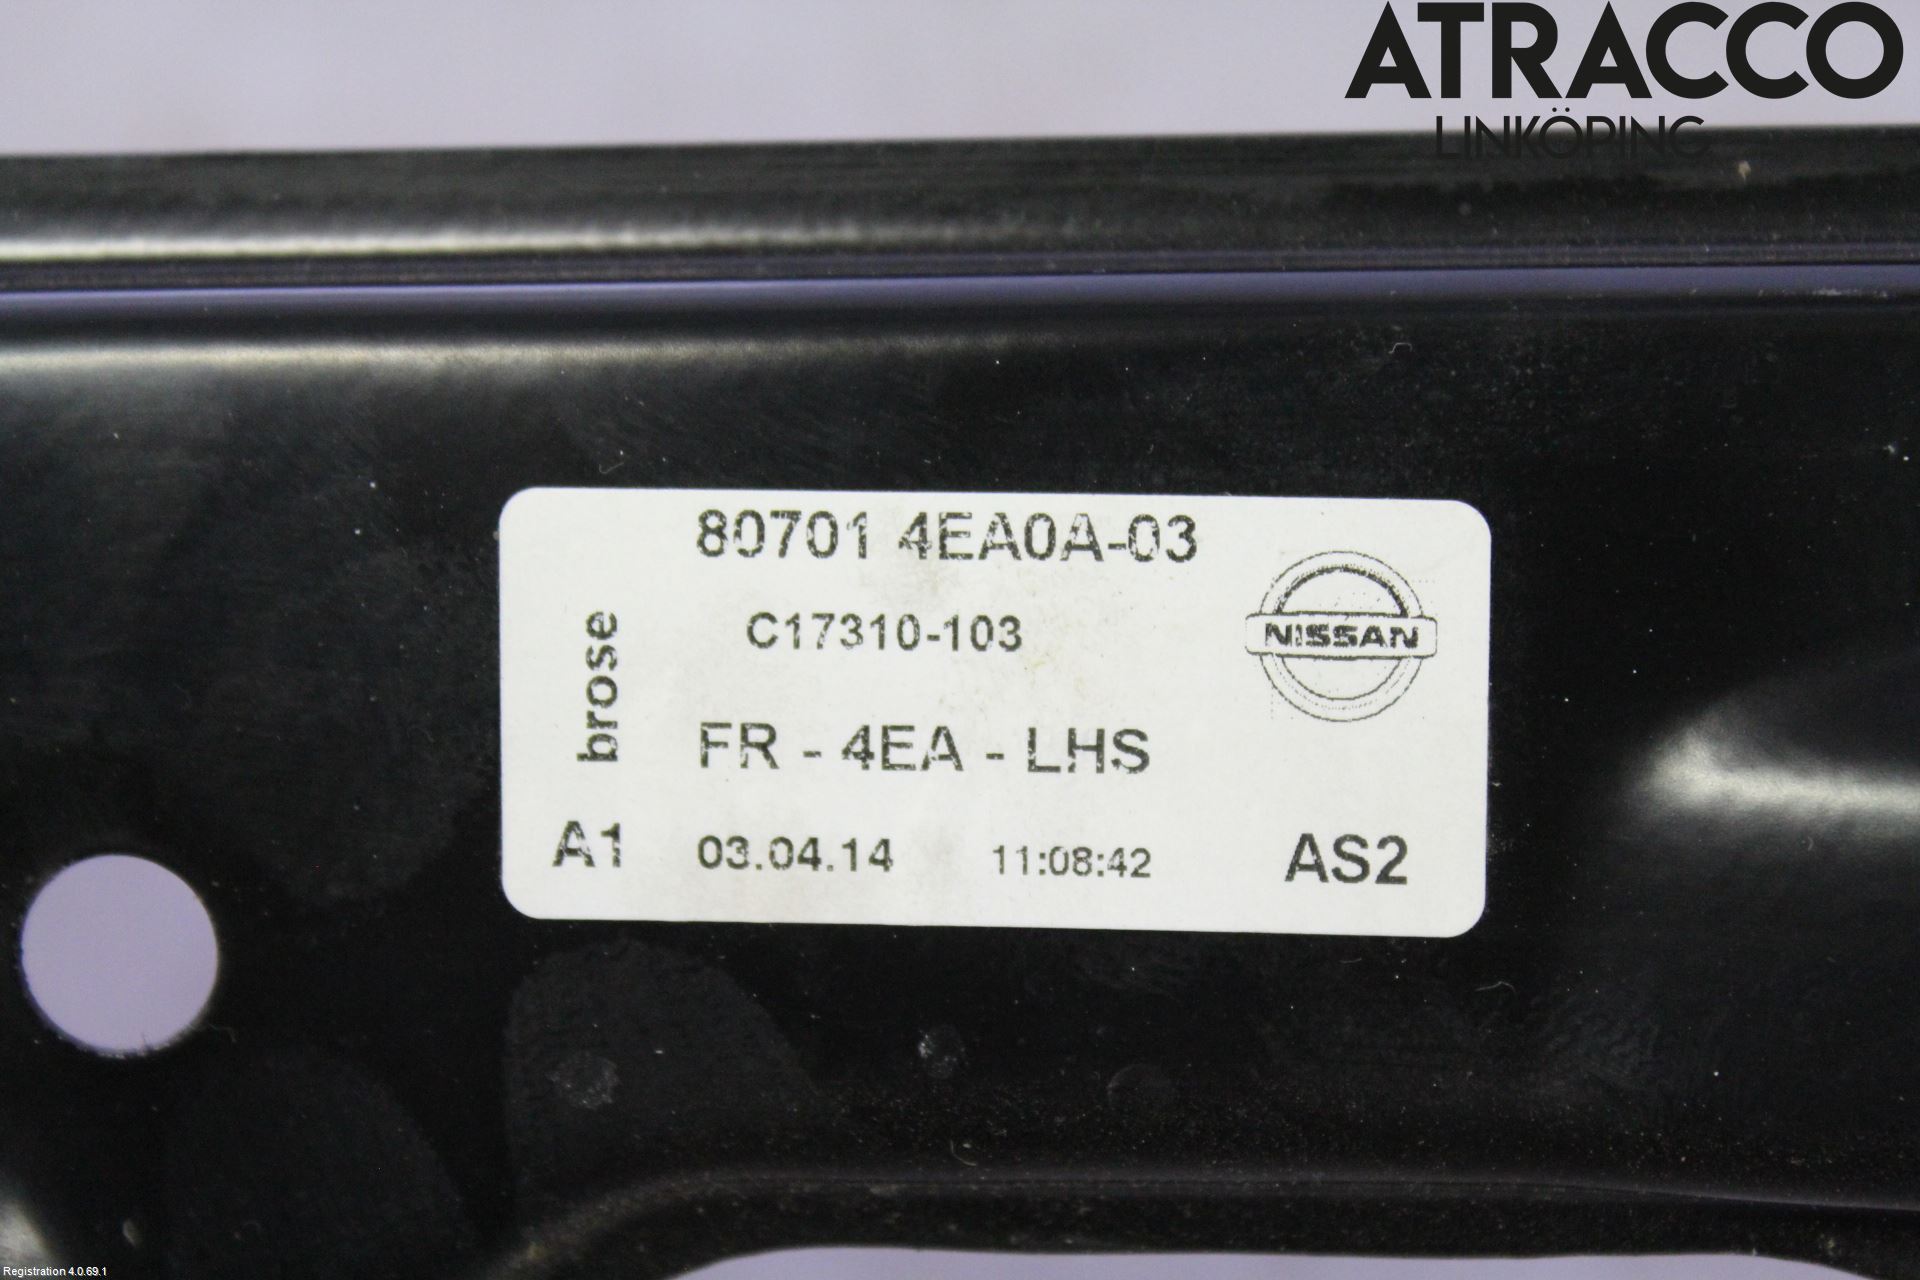 ATRACCO
LINKÖPING
80701 4EA0A-03
C17310-103
NISSAN
brose
FR - 4EA - LHS
A1 03.04.14 11:08:42 AS2
Registration 4.0.69.1